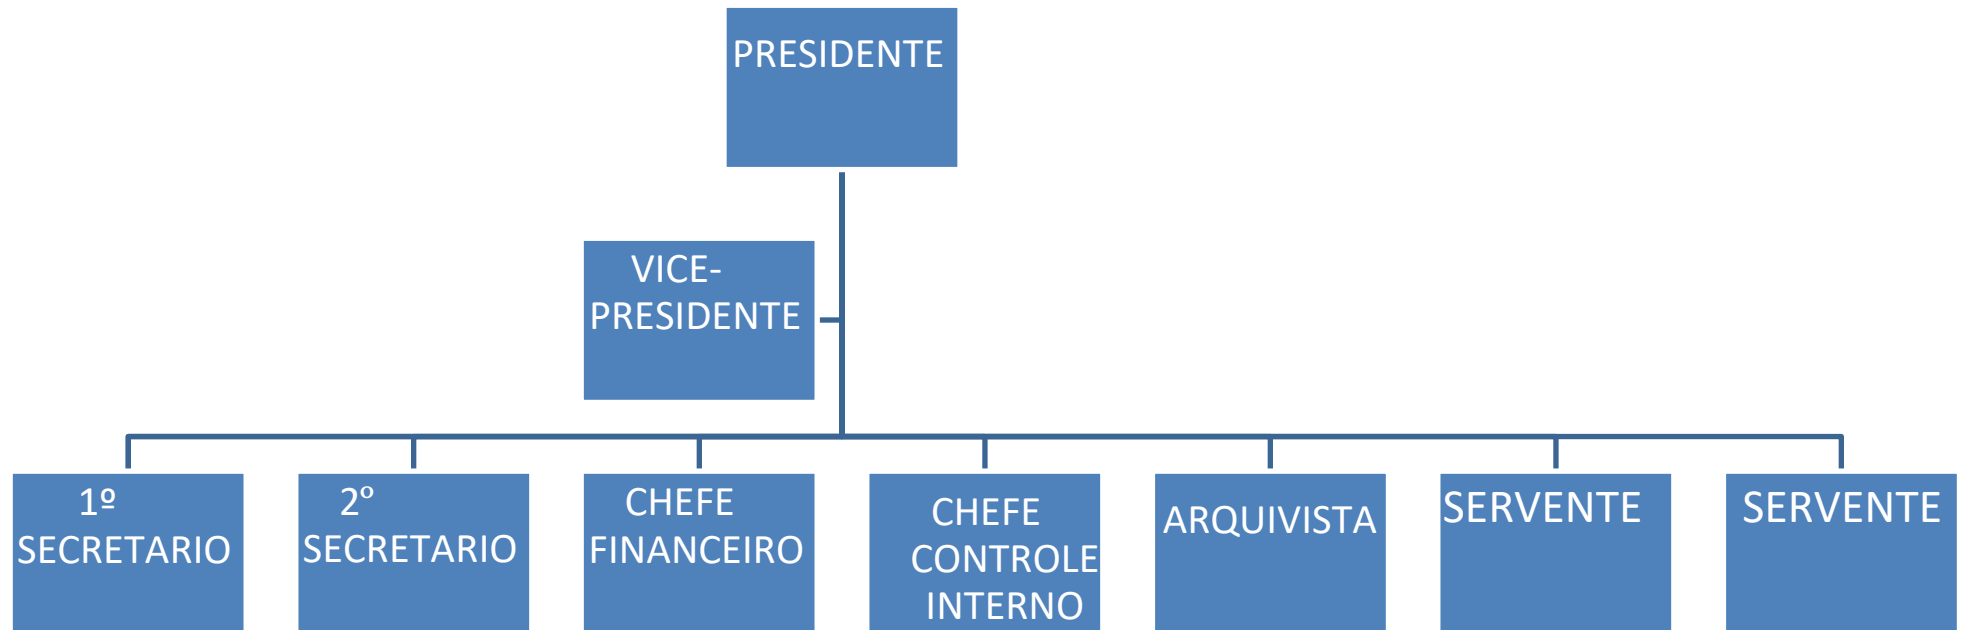 PRESIDENTE
VICE-
PRESIDENTE
1º
SECRETARIO
2º
SECRETARIO
CHEFE
FINANCEIRO
CHEFE
CONTROLE
INTERNO
ARQUIVISTA
SERVENTE
SERVENTE